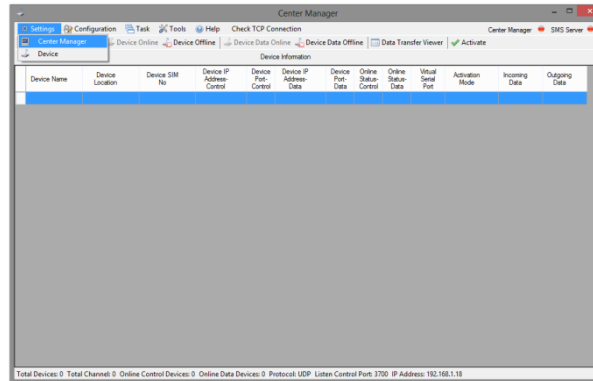 Center Manager
Settings Configuration Task Tools Help Check TCP Connection Center Manager SMS Server
Center Manager Device Online Device Offline Device Data Online Device Data Offline Data Transfer Viewer Activate
Device
Device Information
Device Name Device Location Device SIM No Device IP Address-Control Device Port-Control Device IP Address-Data Device Port-Data Online Status-Control Online Status-Data Virtual Serial Port Activation Mode Incoming Data Outgoing Data
Total Devices: 0 Total Channel: 0 Online Control Devices: 0 Online Data Devices: 0 Protocol: UDP Listen Control Port: 3700 IP Address: 192.168.1.18